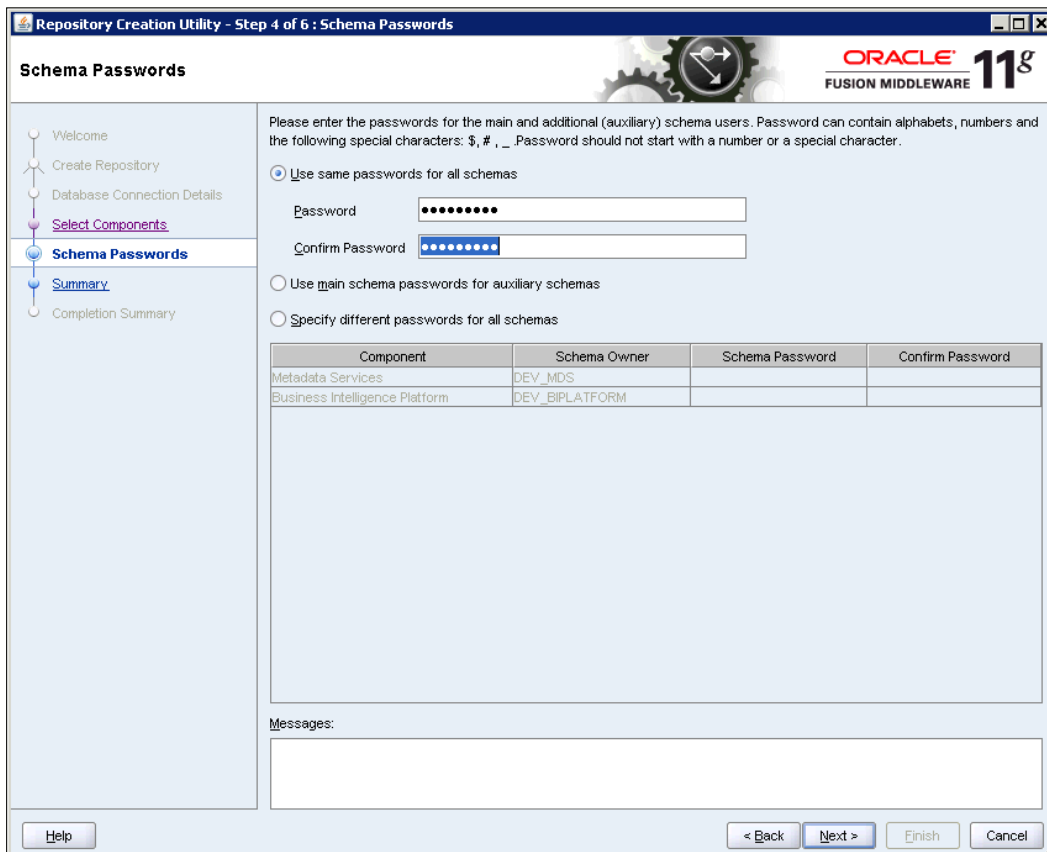 Repository Creation Utility - Step 4 of 6 : Schema Passwords
Schema Passwords
ORACLE
FUSION MIDDLEWARE
11g
Welcome
Create Repository
Database Connection Details
Select Components
Schema Passwords
Summary
Completion Summary
Please enter the passwords for the main and additional (auxiliary) schema users. Password can contain alphabets, numbers and
the following special characters: $, # , _ .Password should not start with a number or a special character.
Use same passwords for all schemas
Password •••••••••
Confirm Password •••••••••
Use main schema passwords for auxiliary schemas
Specify different passwords for all schemas
Component Schema Owner Schema Password Confirm Password
Metadata Services DEV_MDS
Business Intelligence Platform DEV_BIPLATFORM
Messages:
Help < Back Next > Finish Cancel